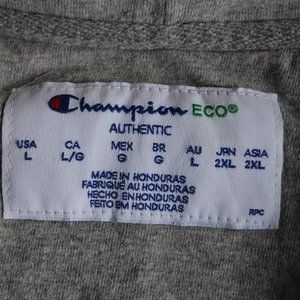 Champion ECO®
AUTHENTIC
USA CA MEX BR AU JPN ASIA
L L/G G G L 2XL 2XL
MADE IN HONDURAS
FABRIQUÉ AU HONDURAS
HECHO EN HONDURAS
FEITO EM HONDURAS
RPC